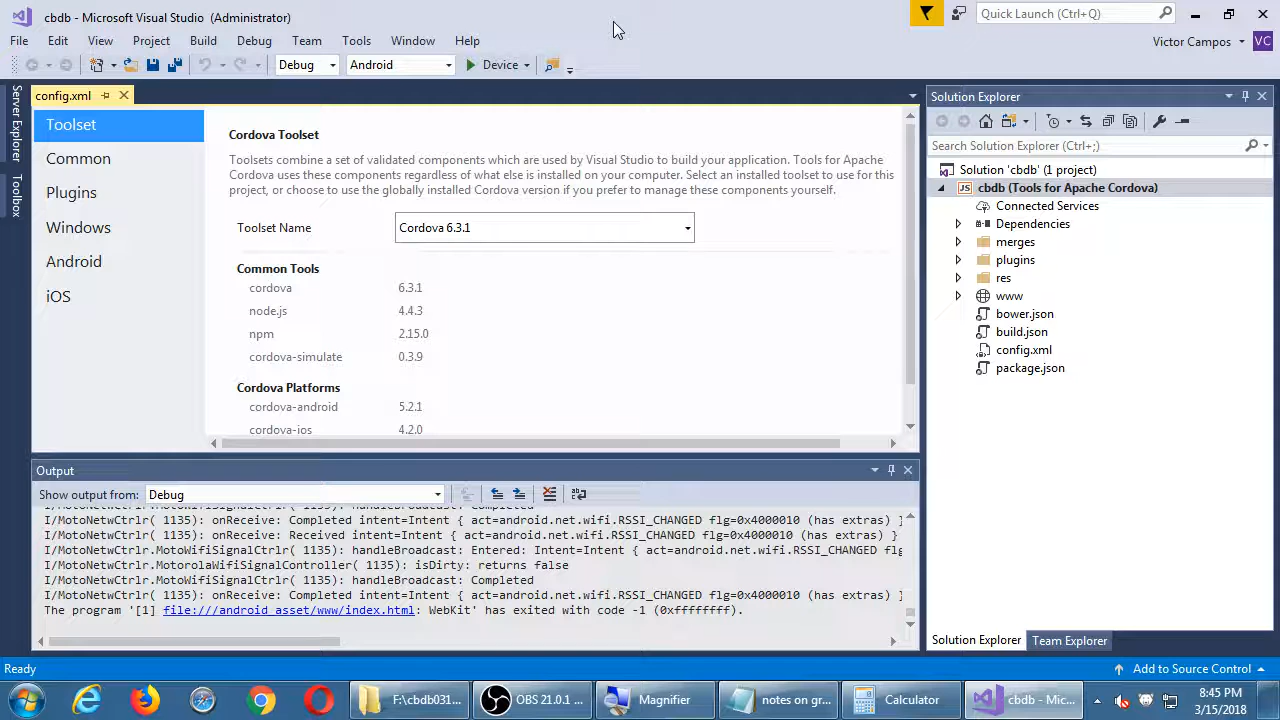 cbdb - Microsoft Visual Studio (Administrator)
Quick Launch (Ctrl+Q)
File Edit View Project Build Debug Team Tools Window Help
Victor Campos
VC
Debug
Android
Device
Server Explorer
Toolbox
config.xml
Toolset
Common
Plugins
Windows
Android
iOS
Cordova Toolset
Toolsets combine a set of validated components which are used by Visual Studio to build your application. Tools for Apache
Cordova uses these components regardless of what else is installed on your computer. Select an installed toolset to use for this
project, or choose to use the globally installed Cordova version if you prefer to manage these components yourself.
Toolset Name
Cordova 6.3.1
Common Tools
cordova 6.3.1
node.js 4.4.3
npm 2.15.0
cordova-simulate 0.3.9
Cordova Platforms
cordova-android 5.2.1
cordova-ios 4.2.0
Output
Show output from: Debug
I/MotoNetwCtrlr.MotoWifiSignalCtrlr( 1135): handleBroadcast: Completed
I/MotoNetwCtrlr( 1135): onReceive: Completed intent=Intent { act=android.net.wifi.RSSI_CHANGED flg=0x4000010 (has extras) }
I/MotoNetwCtrlr( 1135): onReceive: Received intent=Intent { act=android.net.wifi.RSSI_CHANGED flg=0x4000010 (has extras) }
I/MotoNetwCtrlr.MotoWifiSignalCtrlr( 1135): handleBroadcast: Entered: Intent=Intent { act=android.net.wifi.RSSI_CHANGED flg
I/MotoNetwCtrlr.MotorolaWifiSignalController( 1135): isDirty: returns false
I/MotoNetwCtrlr.MotoWifiSignalCtrlr( 1135): handleBroadcast: Completed
I/MotoNetwCtrlr( 1135): onReceive: Completed intent=Intent { act=android.net.wifi.RSSI_CHANGED flg=0x4000010 (has extras) }
The program '[1] file:///android_asset/www/index.html: WebKit' has exited with code -1 (0xffffffff).
Solution Explorer
Search Solution Explorer (Ctrl+;)
Solution 'cbdb' (1 project)
JS cbdb (Tools for Apache Cordova)
Connected Services
Dependencies
merges
plugins
res
www
bower.json
build.json
config.xml
package.json
Solution Explorer Team Explorer
Ready
Add to Source Control
F:\cbdb031...
OBS 21.0.1 ...
Magnifier
notes on gr...
Calculator
cbdb - Mic...
8:45 PM
3/15/2018